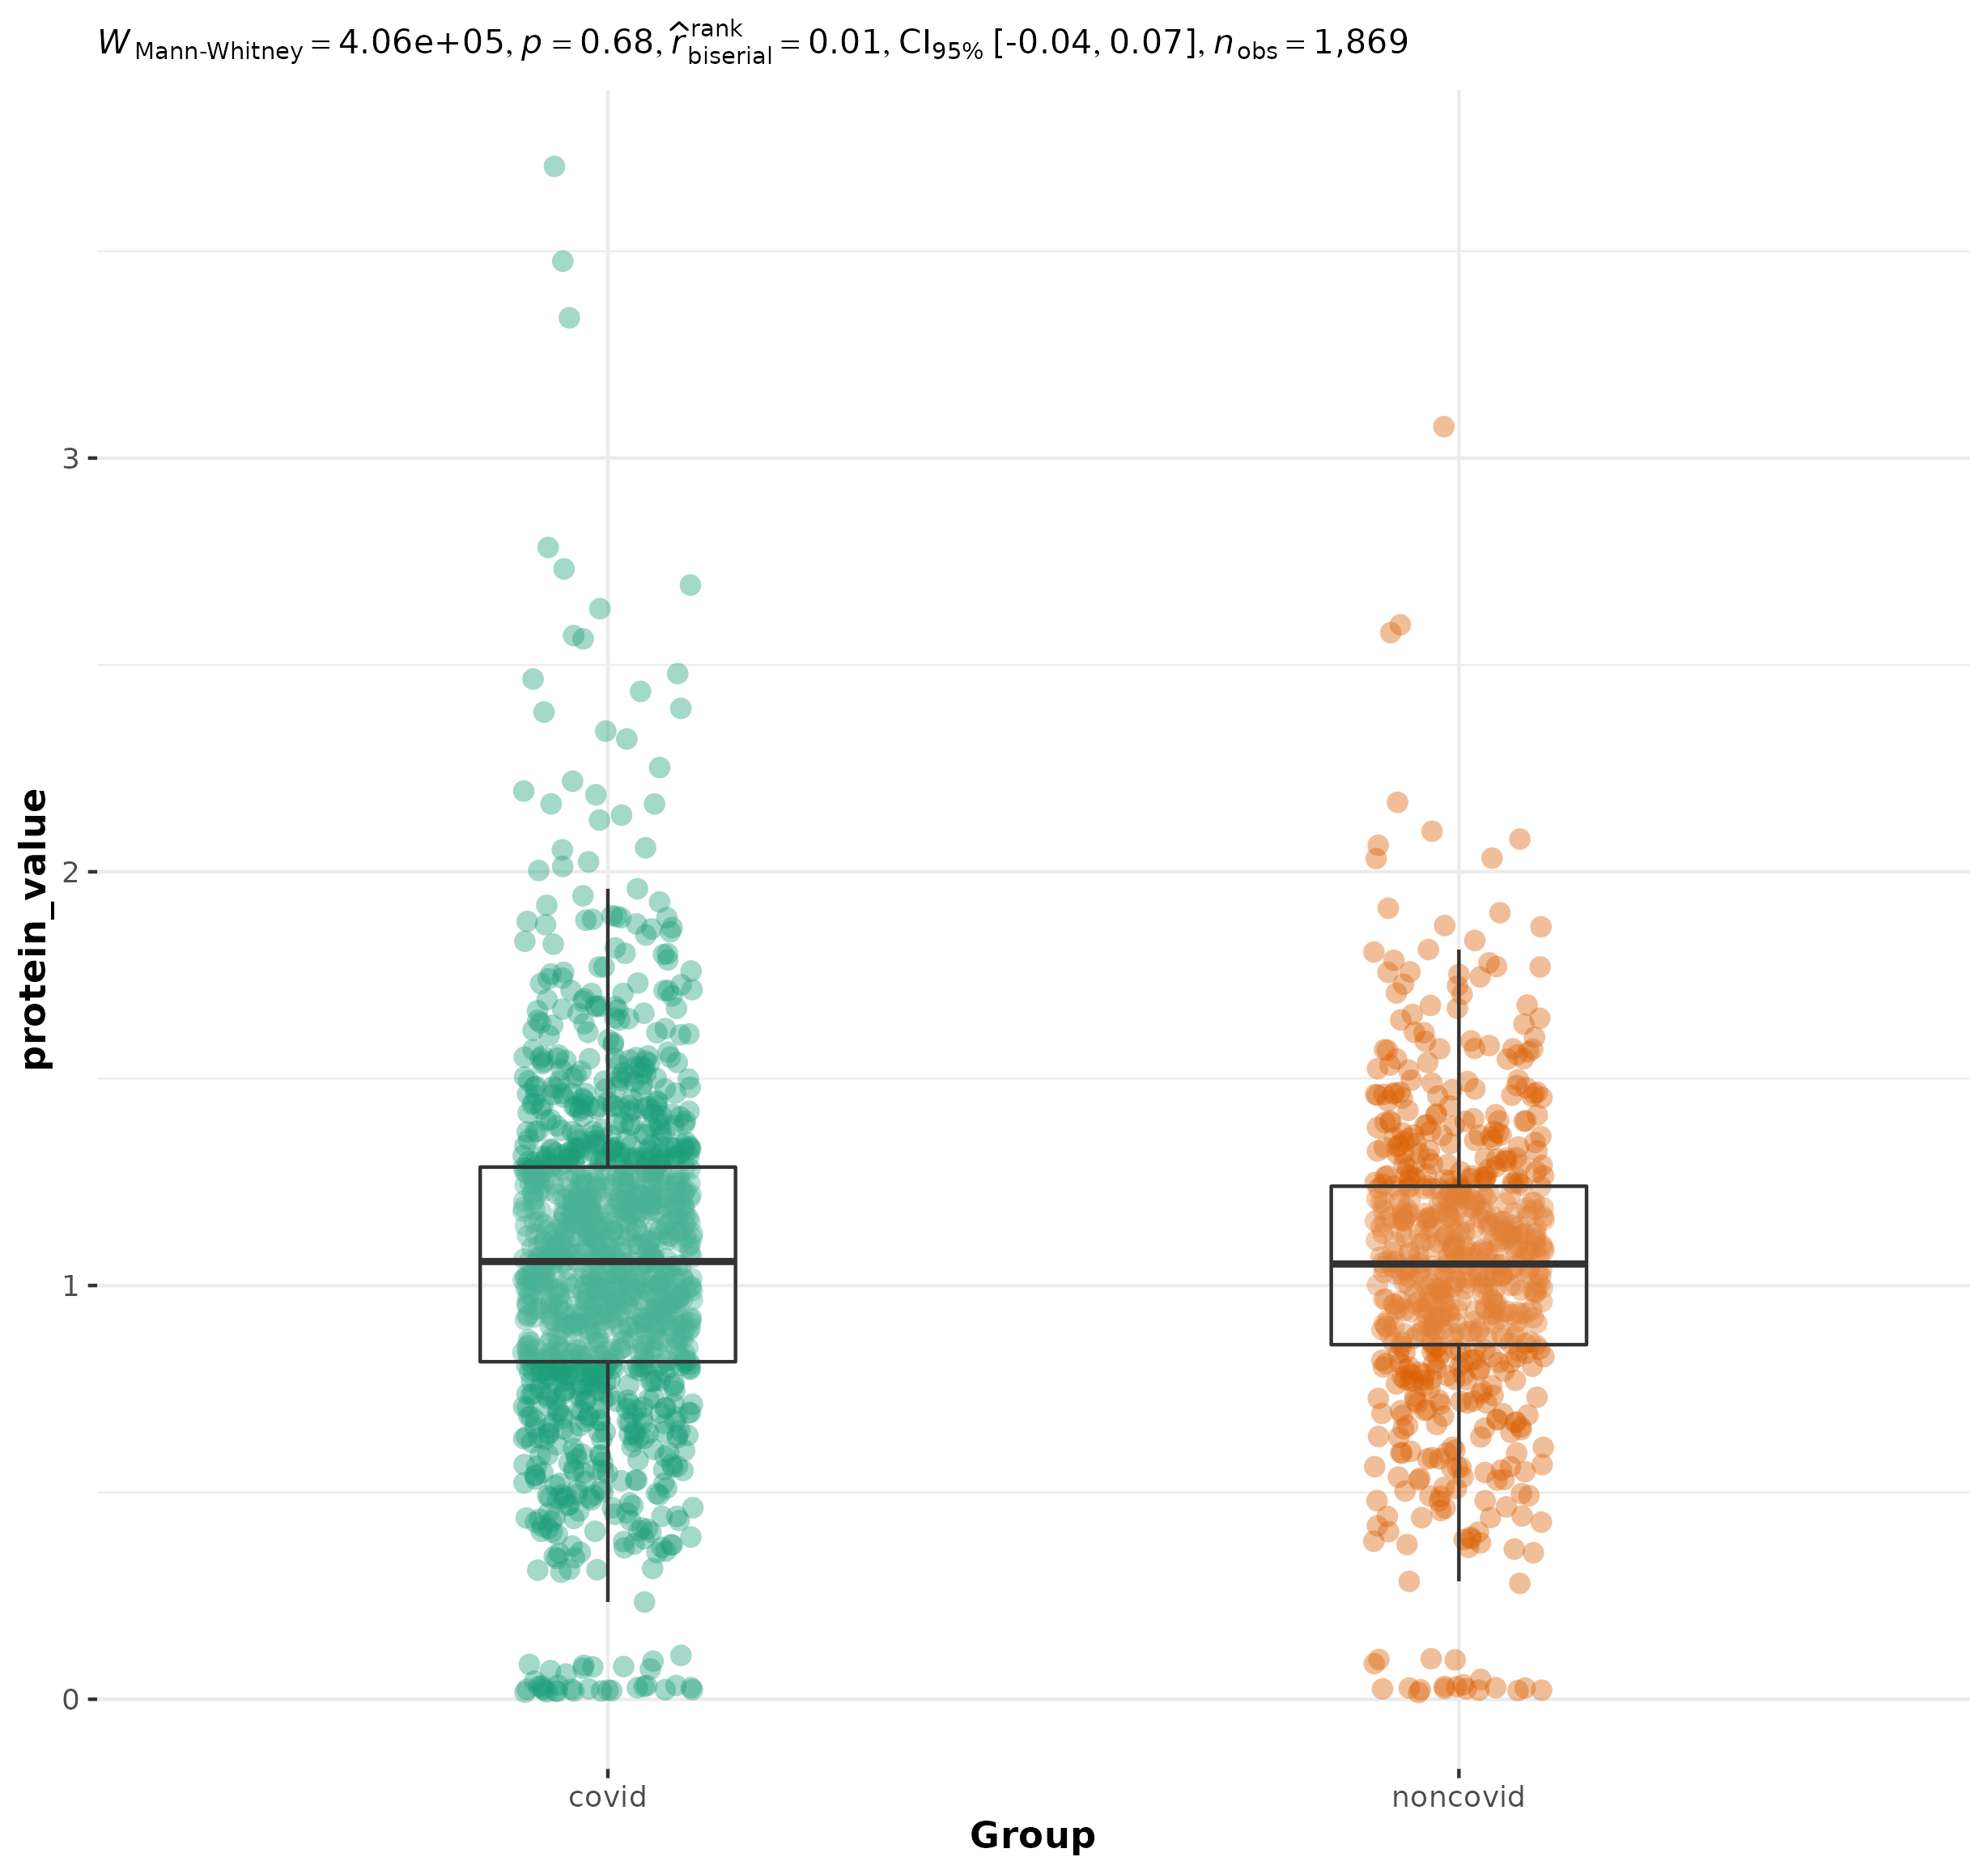 W Mann-Whitney = 4.06e+05, p = 0.68, r̂ rank biserial = 0.01, CI95% [-0.04, 0.07], n obs = 1,869
protein_value
3
2
1
0
covid noncovid
Group